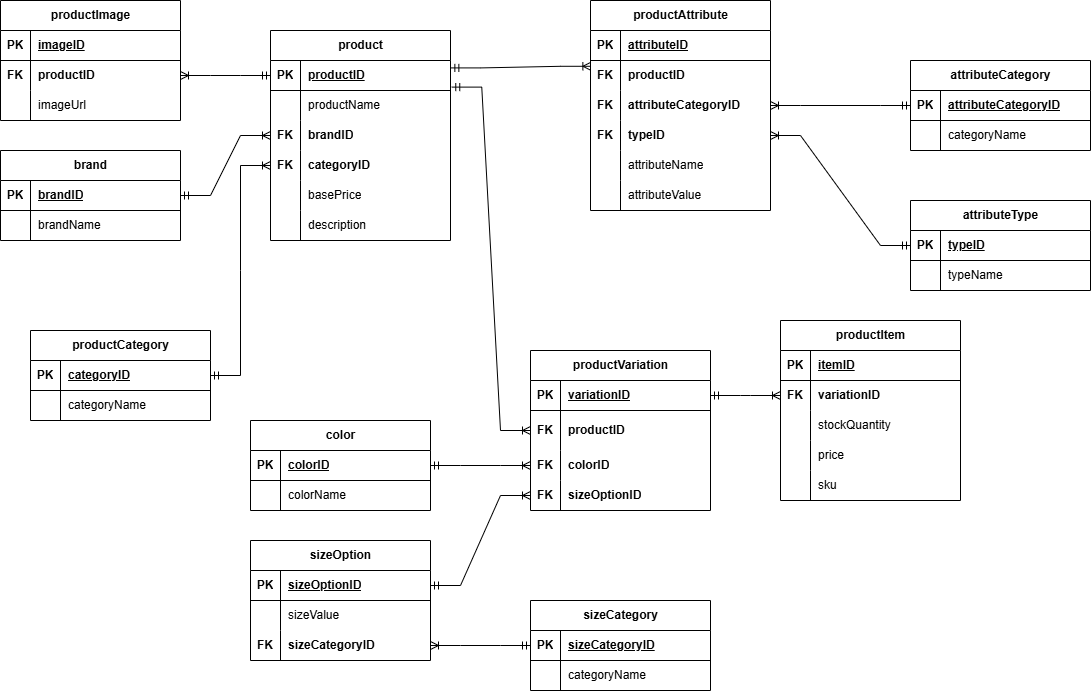 productImage
PK imageID
FK productID
imageUrl
product
PK productID
productName
FK brandID
FK categoryID
basePrice
description
productAttribute
PK attributeID
FK productID
FK attributeCategoryID
FK typeID
attributeName
attributeValue
attributeCategory
PK attributeCategoryID
categoryName
brand
PK brandID
brandName
attributeType
PK typeID
typeName
productCategory
PK categoryID
categoryName
productVariation
PK variationID
FK productID
FK colorID
FK sizeOptionID
productItem
PK itemID
FK variationID
stockQuantity
price
sku
color
PK colorID
colorName
sizeOption
PK sizeOptionID
sizeValue
FK sizeCategoryID
sizeCategory
PK sizeCategoryID
categoryName